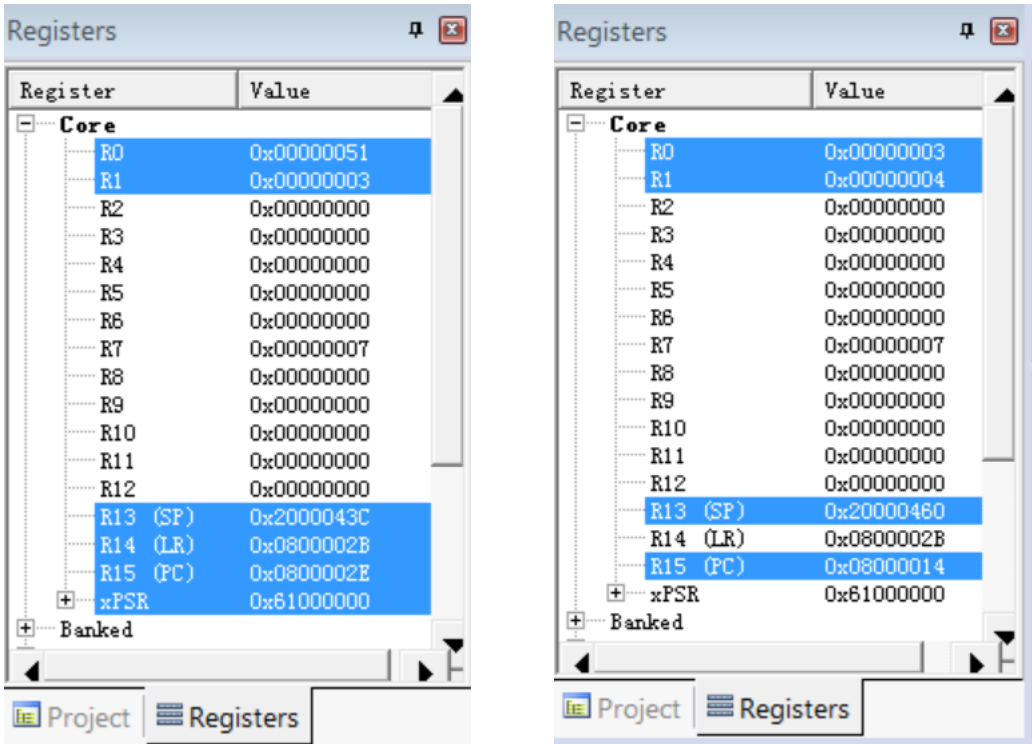 Registers
Register Value
Core
R0 0x00000051
R1 0x00000003
R2 0x00000000
R3 0x00000000
R4 0x00000000
R5 0x00000000
R6 0x00000000
R7 0x00000007
R8 0x00000000
R9 0x00000000
R10 0x00000000
R11 0x00000000
R12 0x00000000
R13 (SP) 0x2000043C
R14 (LR) 0x0800002B
R15 (PC) 0x0800002E
xPSR 0x61000000
Banked
Project Registers
Registers
Register Value
Core
R0 0x00000003
R1 0x00000004
R2 0x00000000
R3 0x00000000
R4 0x00000000
R5 0x00000000
R6 0x00000000
R7 0x00000007
R8 0x00000000
R9 0x00000000
R10 0x00000000
R11 0x00000000
R12 0x00000000
R13 (SP) 0x20000460
R14 (LR) 0x0800002B
R15 (PC) 0x08000014
xPSR 0x61000000
Banked
Project Registers